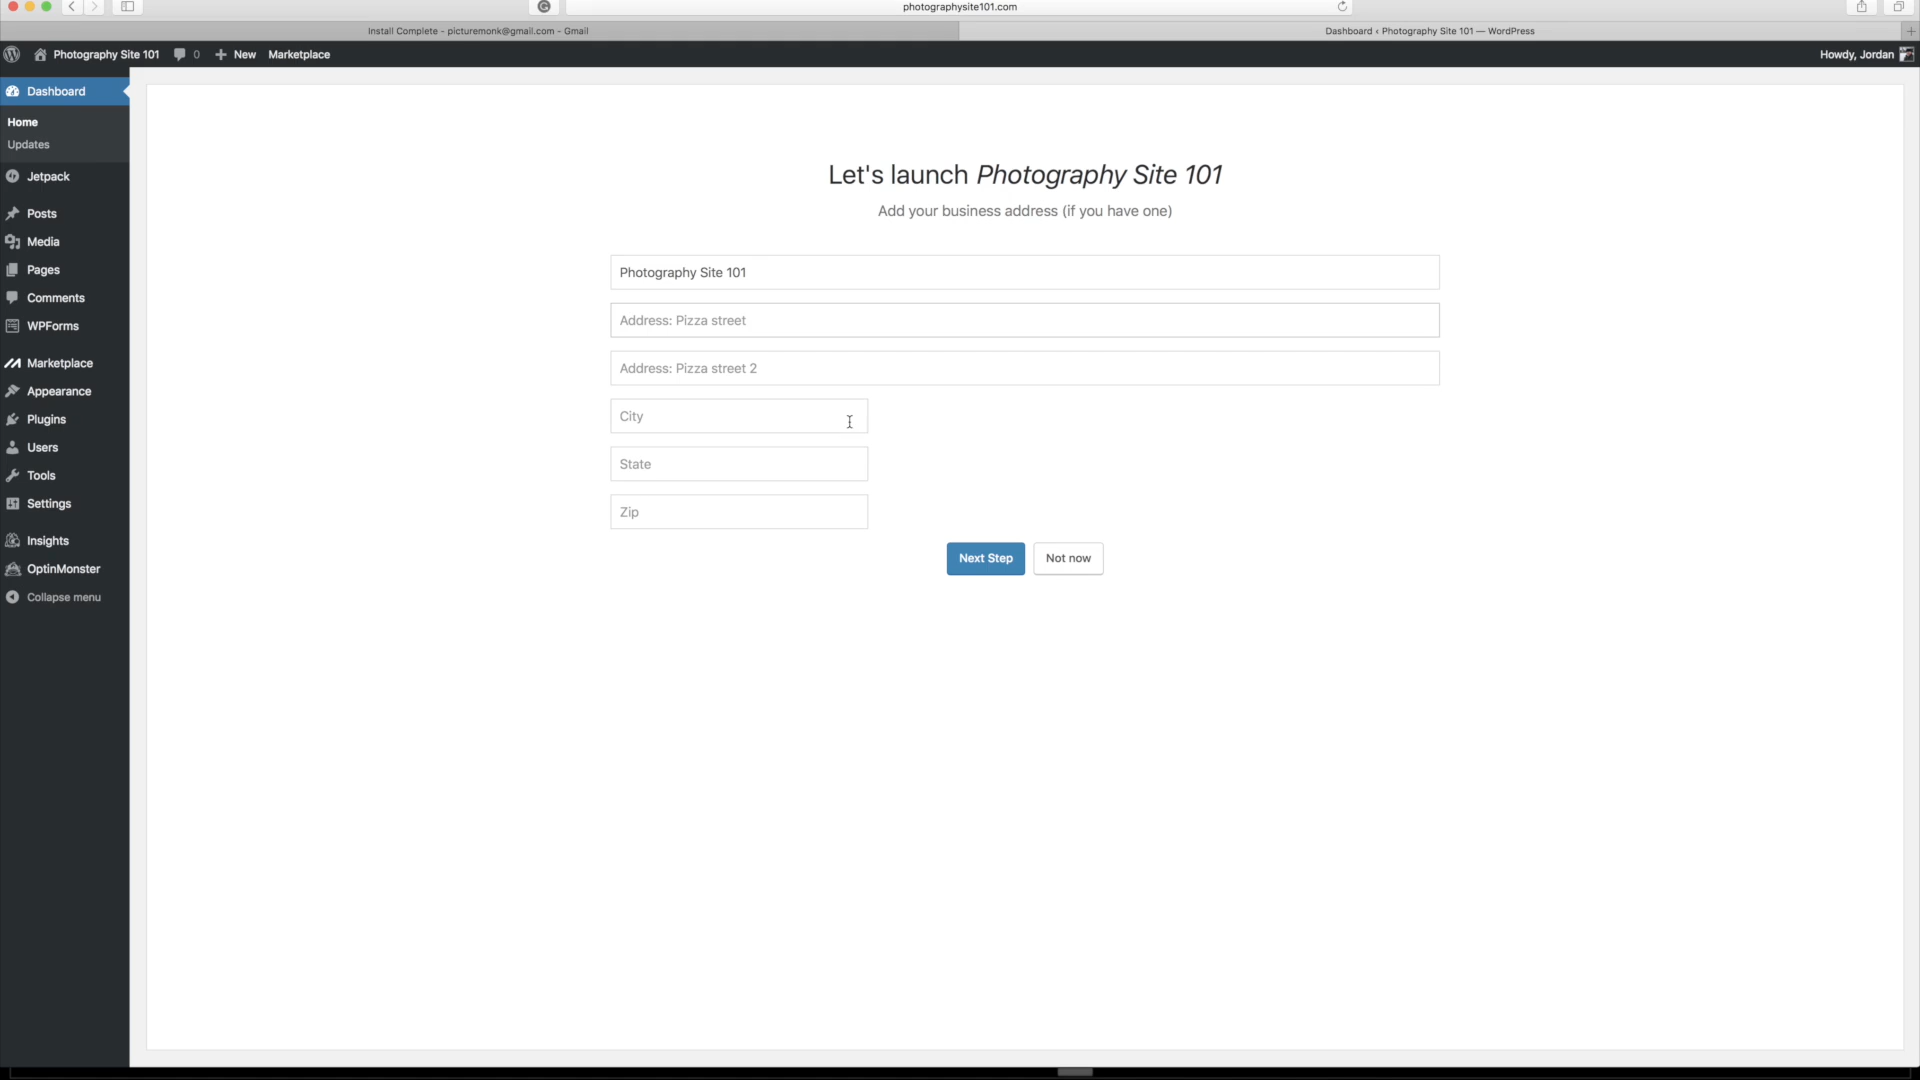 photographysite101.com
Install Complete - picturemonk@gmail.com - Gmail
Dashboard ‹ Photography Site 101 — WordPress
Photography Site 101
0
New
Marketplace
Howdy, Jordan
Dashboard
Home
Updates
Jetpack
Posts
Media
Pages
Comments
WPForms
Marketplace
Appearance
Plugins
Users
Tools
Settings
Insights
OptinMonster
Collapse menu
Let's launch Photography Site 101
Add your business address (if you have one)
Photography Site 101
Address: Pizza street
Address: Pizza street 2
City
State
Zip
Next Step
Not now